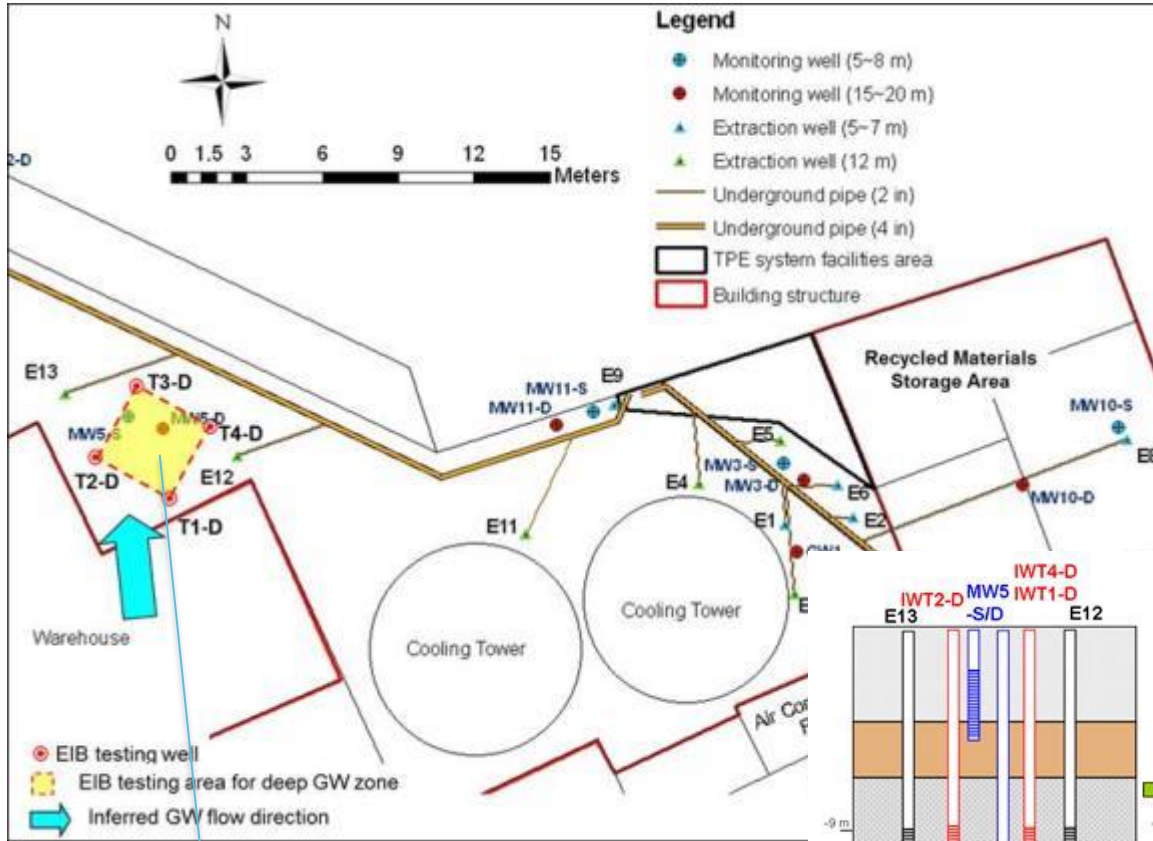 N
0 1.5 3 6 9 12 15
Meters
2-D
Legend
Monitoring well (5~8 m)
Monitoring well (15~20 m)
Extraction well (5~7 m)
Extraction well (12 m)
Underground pipe (2 in)
Underground pipe (4 in)
TPE system facilities area
Building structure
Recycled Materials
Storage Area
E13
T3-D
MW5-S
MW5-D
T4-D
T2-D
E12
T1-D
MW11-S
MW11-D
E9
E11
E5
MW3-S
MW3-D
E4
E6
E1
E2
MW10-S
E8
MW10-D
Warehouse
Cooling Tower
Cooling Tower
Air Con
EIB testing well
EIB testing area for deep GW zone
Inferred GW flow direction
IWT4-D
IWT2-D MW5 IWT1-D
E13 -S/D E12
-9 m